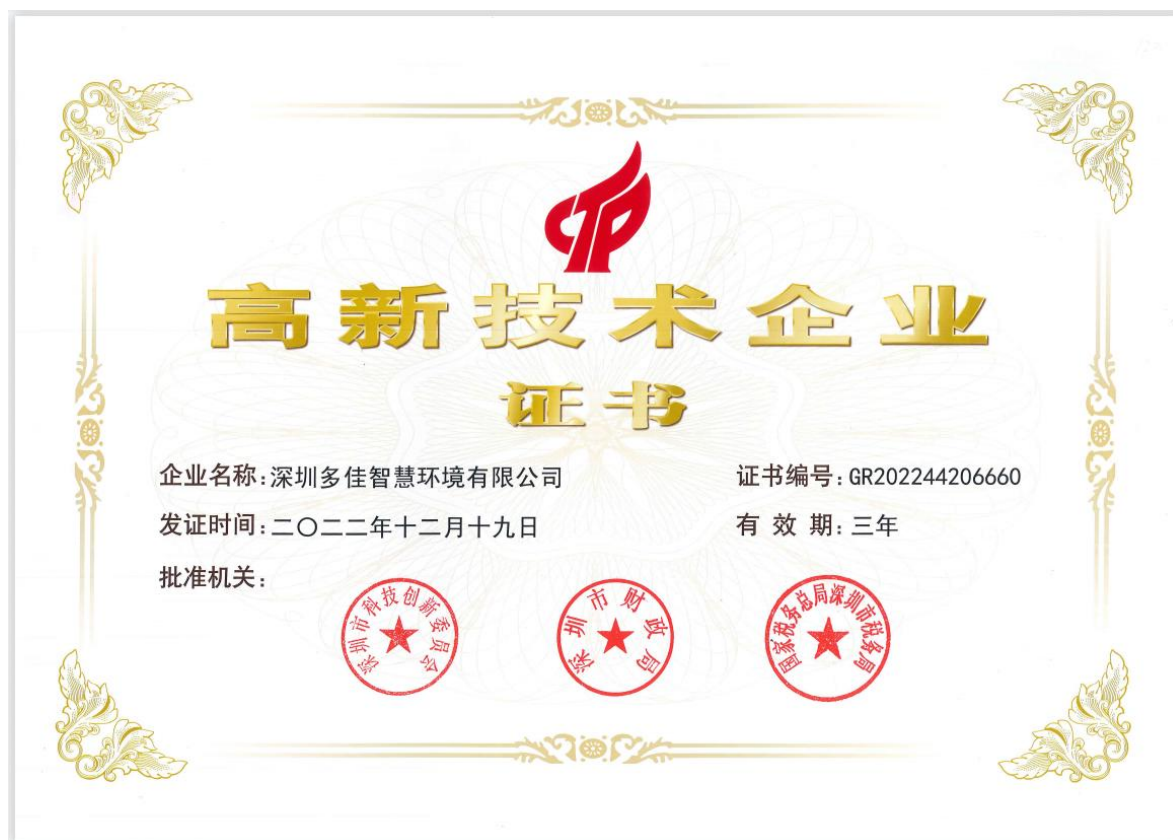 高新技术企业
证书
企业名称:深圳多佳智慧环境有限公司
证书编号:GR202244206660
发证时间:二〇二二年十二月十九日
有效期:三年
批准机关:
深圳市科技创新委员会
深圳市财政局
国家税务总局深圳市税务局